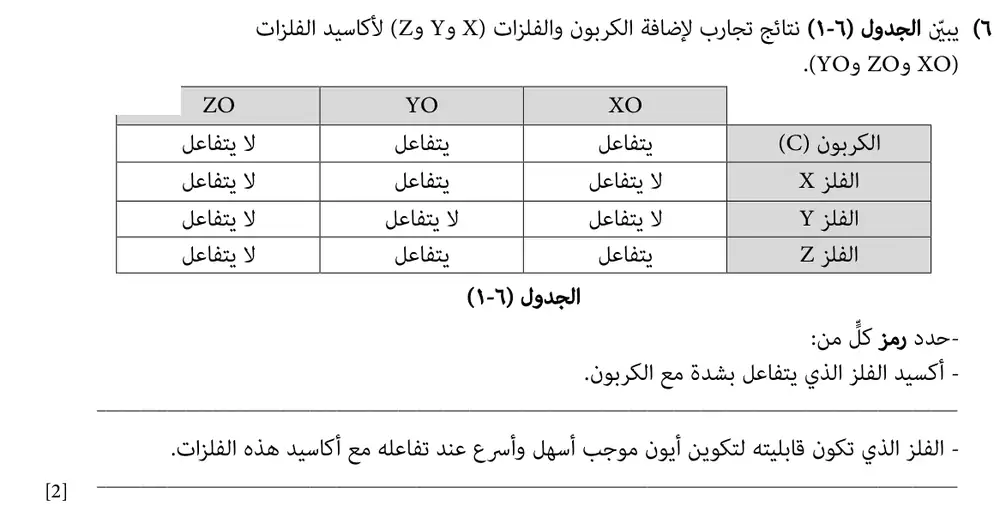 ٦) يبيّن الجدول (٦-١) نتائج تجارب لإضافة الكربون والفلزات (X وY وZ) لأكاسيد الفلزات
(XO وZO وYO).
XO YO ZO
الكربون (C) يتفاعل يتفاعل لا يتفاعل
الفلز X لا يتفاعل يتفاعل لا يتفاعل
الفلز Y لا يتفاعل لا يتفاعل لا يتفاعل
الفلز Z يتفاعل يتفاعل لا يتفاعل
الجدول (٦-١)
-حدد رمز كلٍّ من:
- أكسيد الفلز الذي يتفاعل بشدة مع الكربون.
- الفلز الذي تكون قابليته لتكوين أيون موجب أسهل وأسرع عند تفاعله مع أكاسيد هذه الفلزات.
[2]